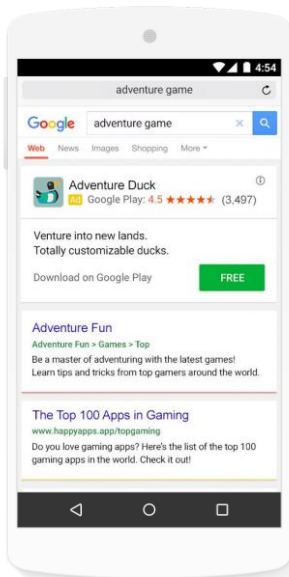 4:54
adventure game
Google adventure game
Web News Images Shopping More
Adventure Duck
Ad Google Play: 4.5 (3,497)
Venture into new lands.
Totally customizable ducks.
Download on Google Play FREE
Adventure Fun
Adventure Fun > Games > Top
Be a master of adventuring with the latest games!
Learn tips and tricks from top gamers around the world.
The Top 100 Apps in Gaming
www.happyapps.app/topgaming
Do you love gaming apps? Here's the list of the top 100
gaming apps in the world. Check it out!